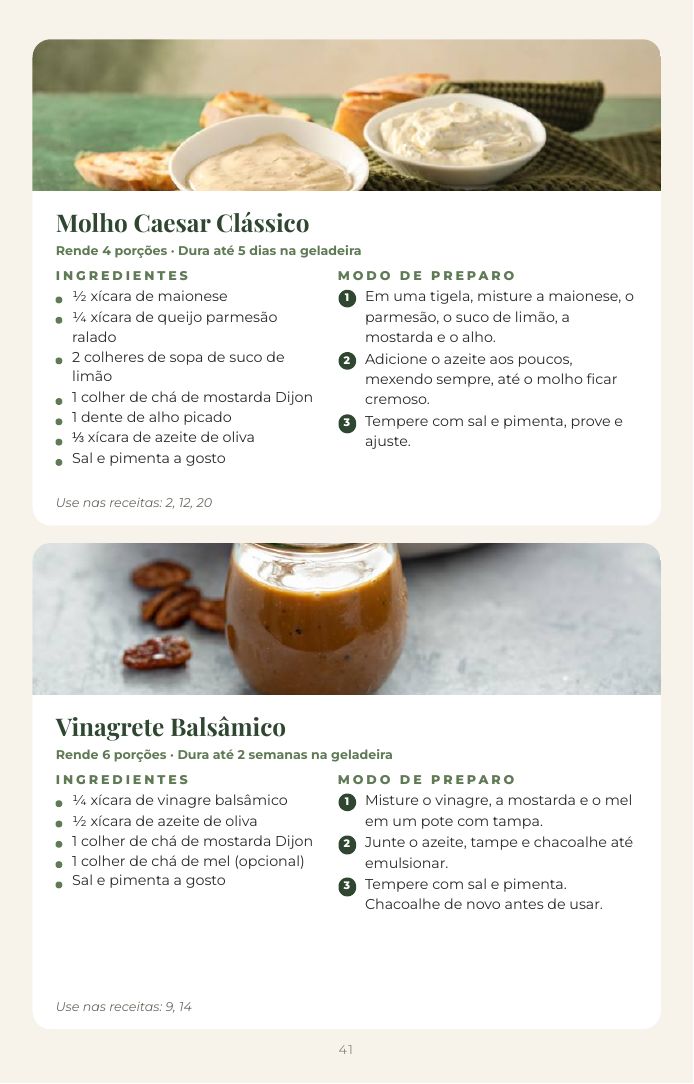 Molho Caesar Clássico
Rende 4 porções · Dura até 5 dias na geladeira
INGREDIENTES
½ xícara de maionese
¼ xícara de queijo parmesão
ralado
2 colheres de sopa de suco de
limão
1 colher de chá de mostarda Dijon
1 dente de alho picado
⅓ xícara de azeite de oliva
Sal e pimenta a gosto
MODO DE PREPARO
1 Em uma tigela, misture a maionese, o
parmesão, o suco de limão, a
mostarda e o alho.
2 Adicione o azeite aos poucos,
mexendo sempre, até o molho ficar
cremoso.
3 Tempere com sal e pimenta, prove e
ajuste.
Use nas receitas: 2, 12, 20
Vinagrete Balsâmico
Rende 6 porções · Dura até 2 semanas na geladeira
INGREDIENTES
¼ xícara de vinagre balsâmico
½ xícara de azeite de oliva
1 colher de chá de mostarda Dijon
1 colher de chá de mel (opcional)
Sal e pimenta a gosto
MODO DE PREPARO
1 Misture o vinagre, a mostarda e o mel
em um pote com tampa.
2 Junte o azeite, tampe e chacoalhe até
emulsionar.
3 Tempere com sal e pimenta.
Chacoalhe de novo antes de usar.
Use nas receitas: 9, 14
41